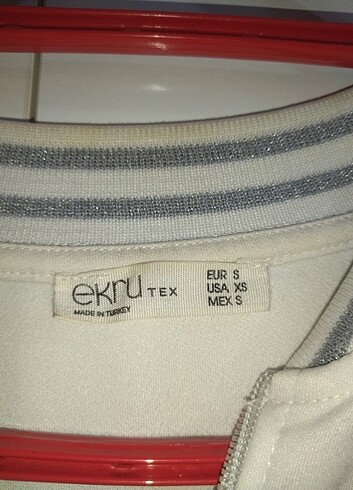 ekru TEX
MADE IN TURKEY
EUR S
USA XS
MEX S